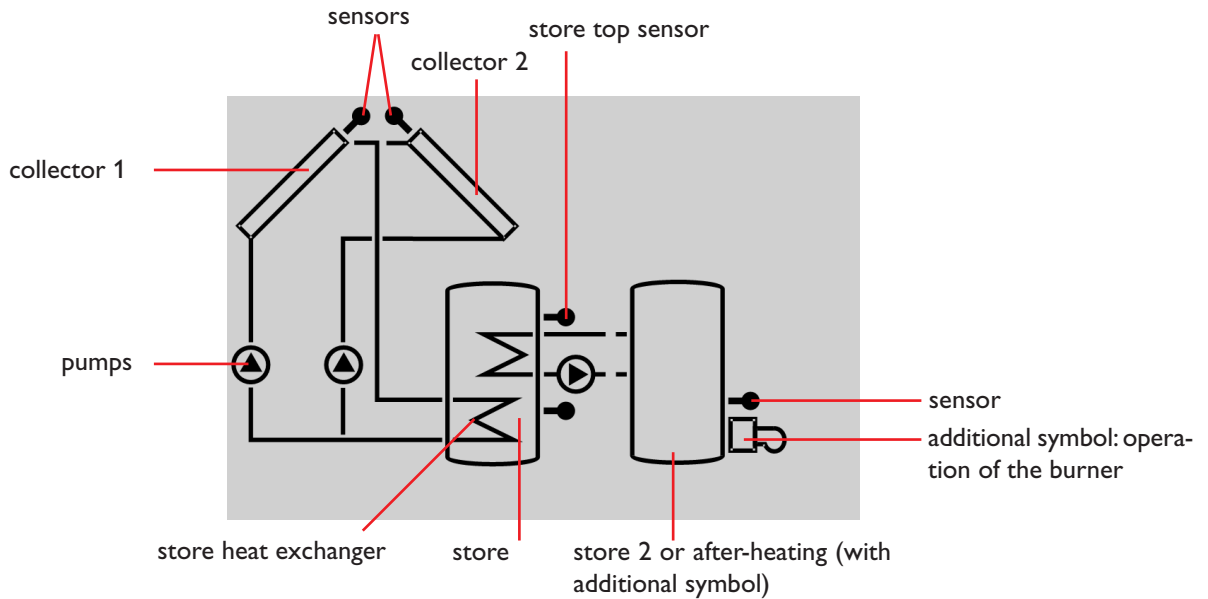 sensors
store top sensor
collector 2
collector 1
pumps
sensor
additional symbol: opera-
tion of the burner
store heat exchanger
store
store 2 or after-heating (with
additional symbol)